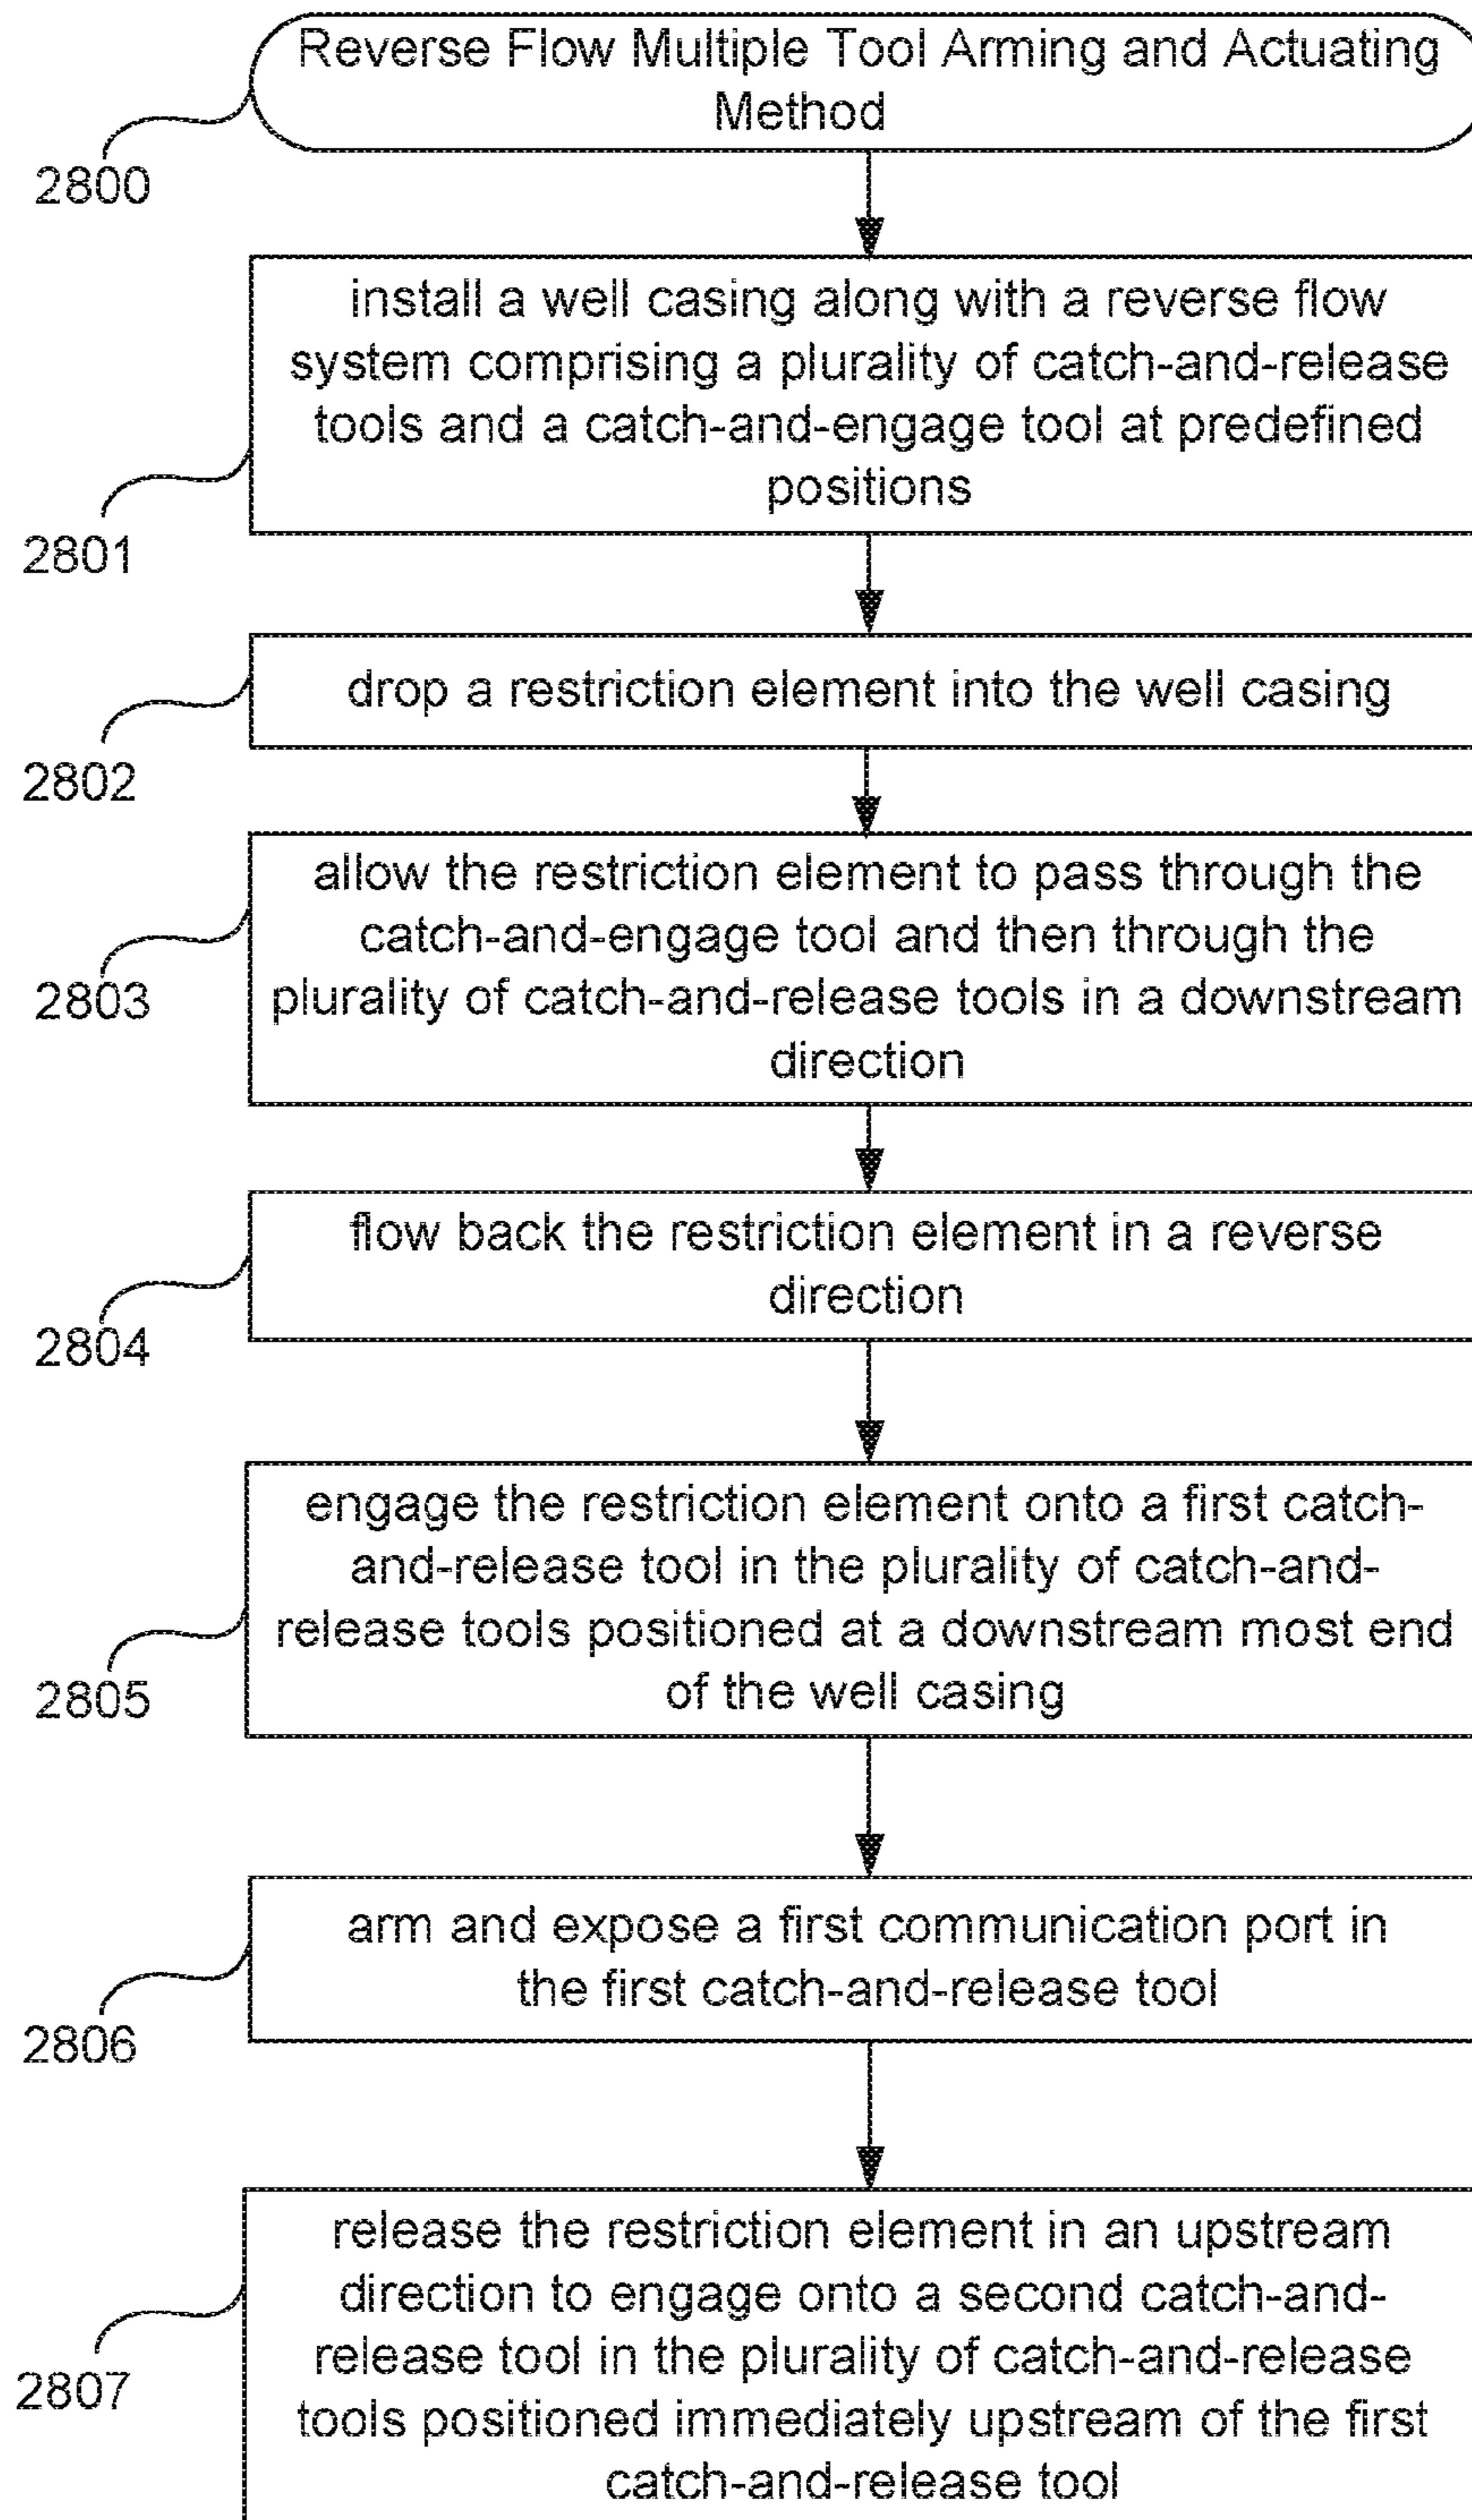 Reverse Flow Multiple Tool Arming and Actuating
Method
2800
install a well casing along with a reverse flow
system comprising a plurality of catch-and-release
tools and a catch-and-engage tool at predefined
positions
2801
drop a restriction element into the well casing
2802
allow the restriction element to pass through the
catch-and-engage tool and then through the
plurality of catch-and-release tools in a downstream
direction
2803
flow back the restriction element in a reverse
direction
2804
engage the restriction element onto a first catch-
and-release tool in the plurality of catch-and-
release tools positioned at a downstream most end
of the well casing
2805
arm and expose a first communication port in
the first catch-and-release tool
2806
release the restriction element in an upstream
direction to engage onto a second catch-and-
release tool in the plurality of catch-and-release
tools positioned immediately upstream of the first
catch-and-release tool
2807